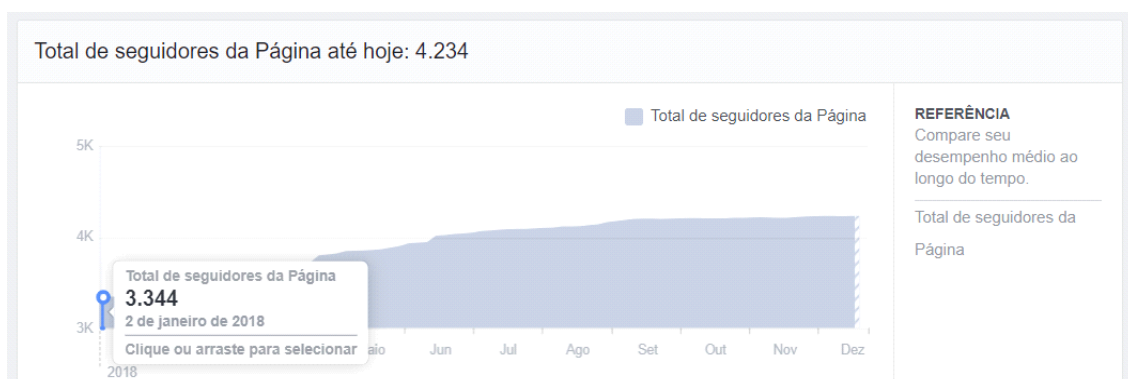 Total de seguidores da Página até hoje: 4.234
Total de seguidores da Página
5K
4K
3K
Total de seguidores da Página
3.344
2 de janeiro de 2018
Clique ou arraste para selecionar
aio
Jun
Jul
Ago
Set
Out
Nov
Dez
2018
REFERÊNCIA
Compare seu
desempenho médio ao
longo do tempo.
Total de seguidores da
Página